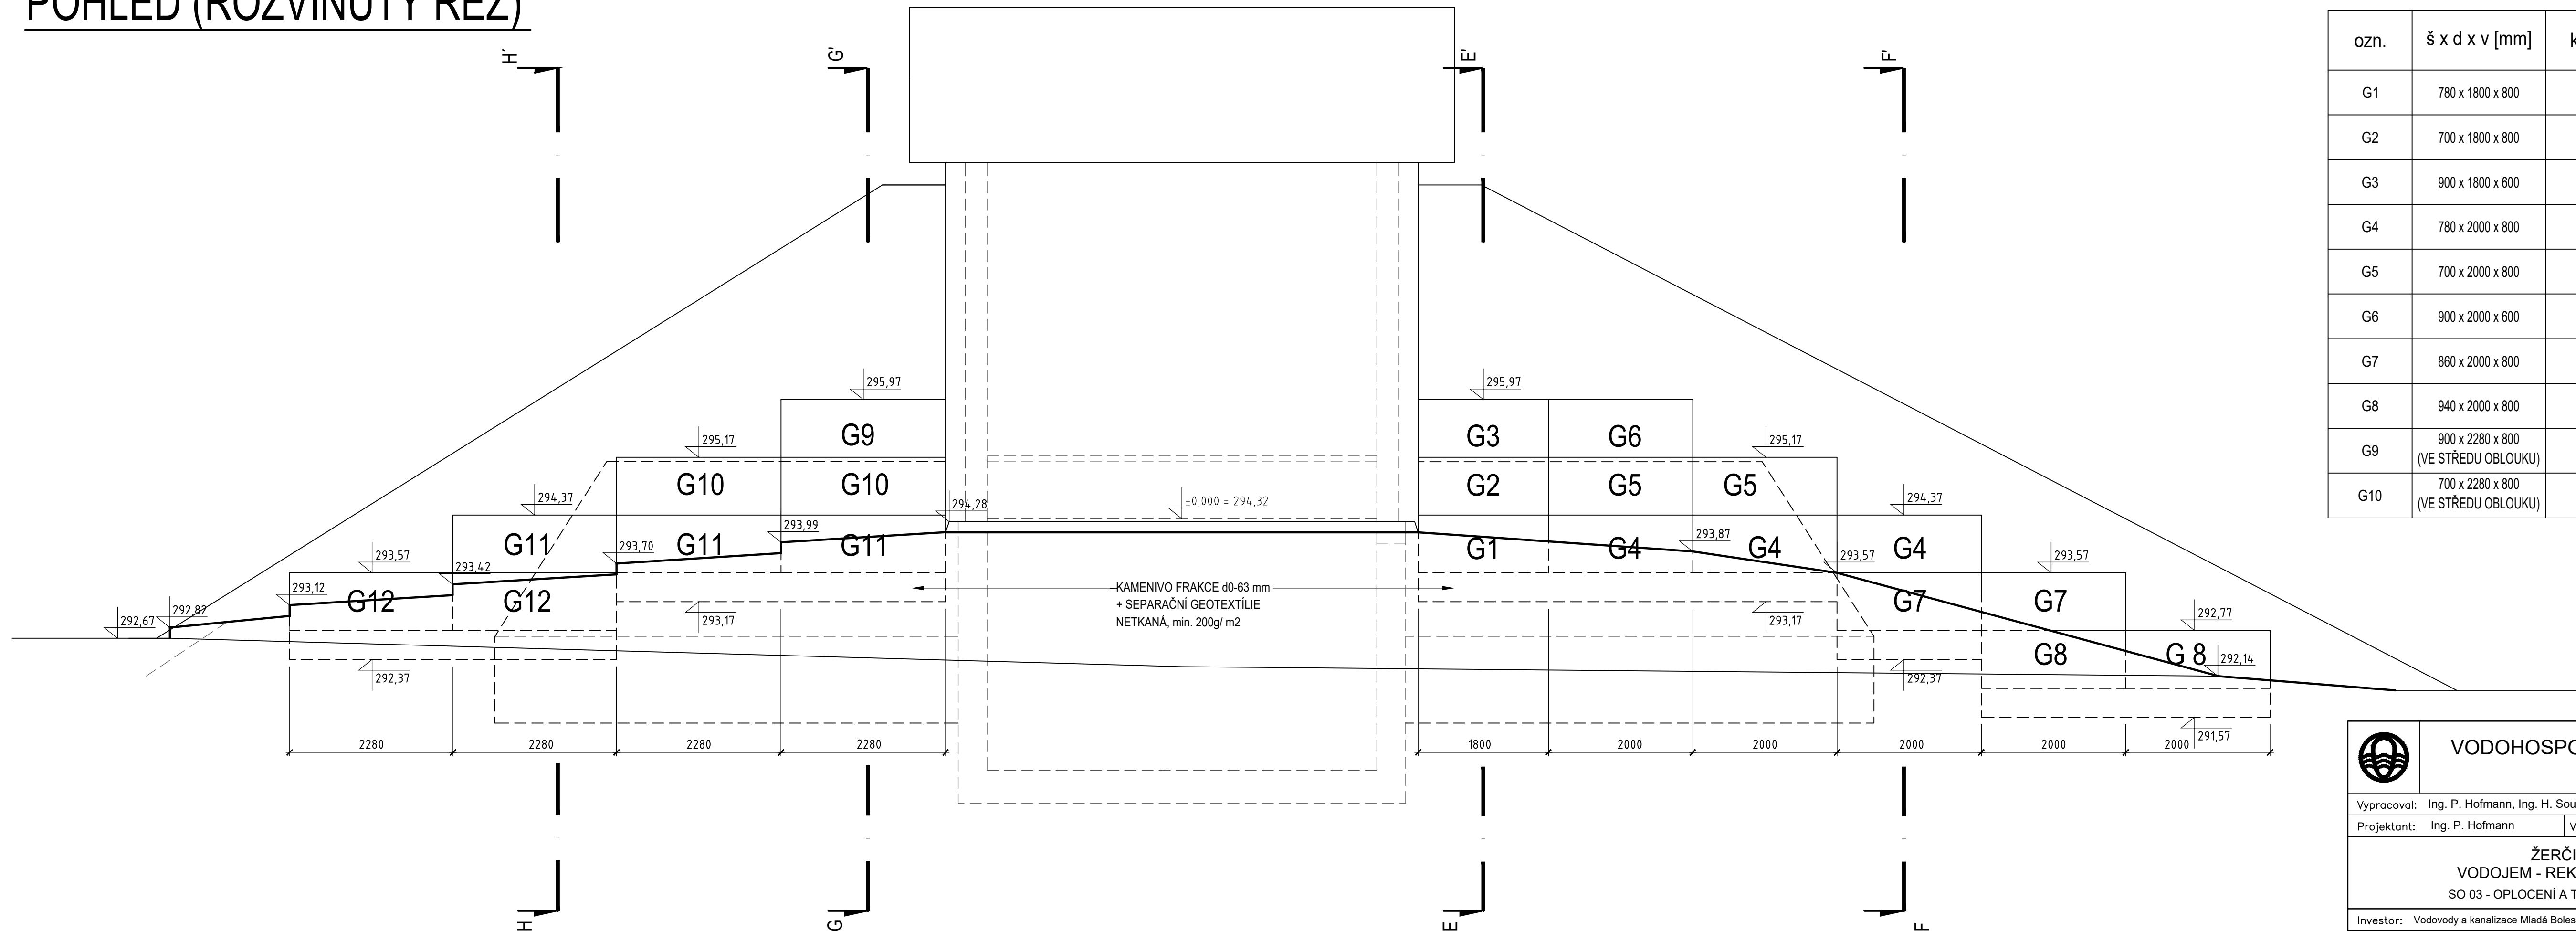 POHLED (ROZVINUTÝ ŘEZ)
H'
G'
E'
F'
ozn.
š x d x v [mm]
G1
780 x 1800 x 800
G2
700 x 1800 x 800
G3
900 x 1800 x 600
G4
780 x 2000 x 800
G5
700 x 2000 x 800
G6
900 x 2000 x 600
G7
860 x 2000 x 800
G8
940 x 2000 x 800
G9
900 x 2280 x 800
(VE STŘEDU OBLOUKU)
G10
700 x 2280 x 800
(VE STŘEDU OBLOUKU)
295,97
295,97
G9
G3
G6
295,17
295,17
G10
G10
G2
G5
G5
294,37
294,28
±0,000 = 294,32
294,37
293,99
293,87
G11
293,70
G11
G11
G1
G4
G4
G4
293,57
293,42
293,57
293,57
293,12
G12
G12
KAMENIVO FRAKCE d0-63 mm
+ SEPARAČNÍ GEOTEXTÍLIE
NETKANÁ, min. 200g/ m2
G7
G7
292,67
292,82
293,17
293,17
292,77
G8
G 8
292,14
292,37
292,37
291,57
2280
2280
2280
2280
1800
2000
2000
2000
2000
2000
H
G
E
F
VODOHOSPO
Vypracoval: Ing. P. Hofmann, Ing. H. Sou
Projektant: Ing. P. Hofmann
V
ŽERČI
VODOJEM - REK
SO 03 - OPLOCENÍ A T
Investor: Vodovody a kanalizace Mladá Boles